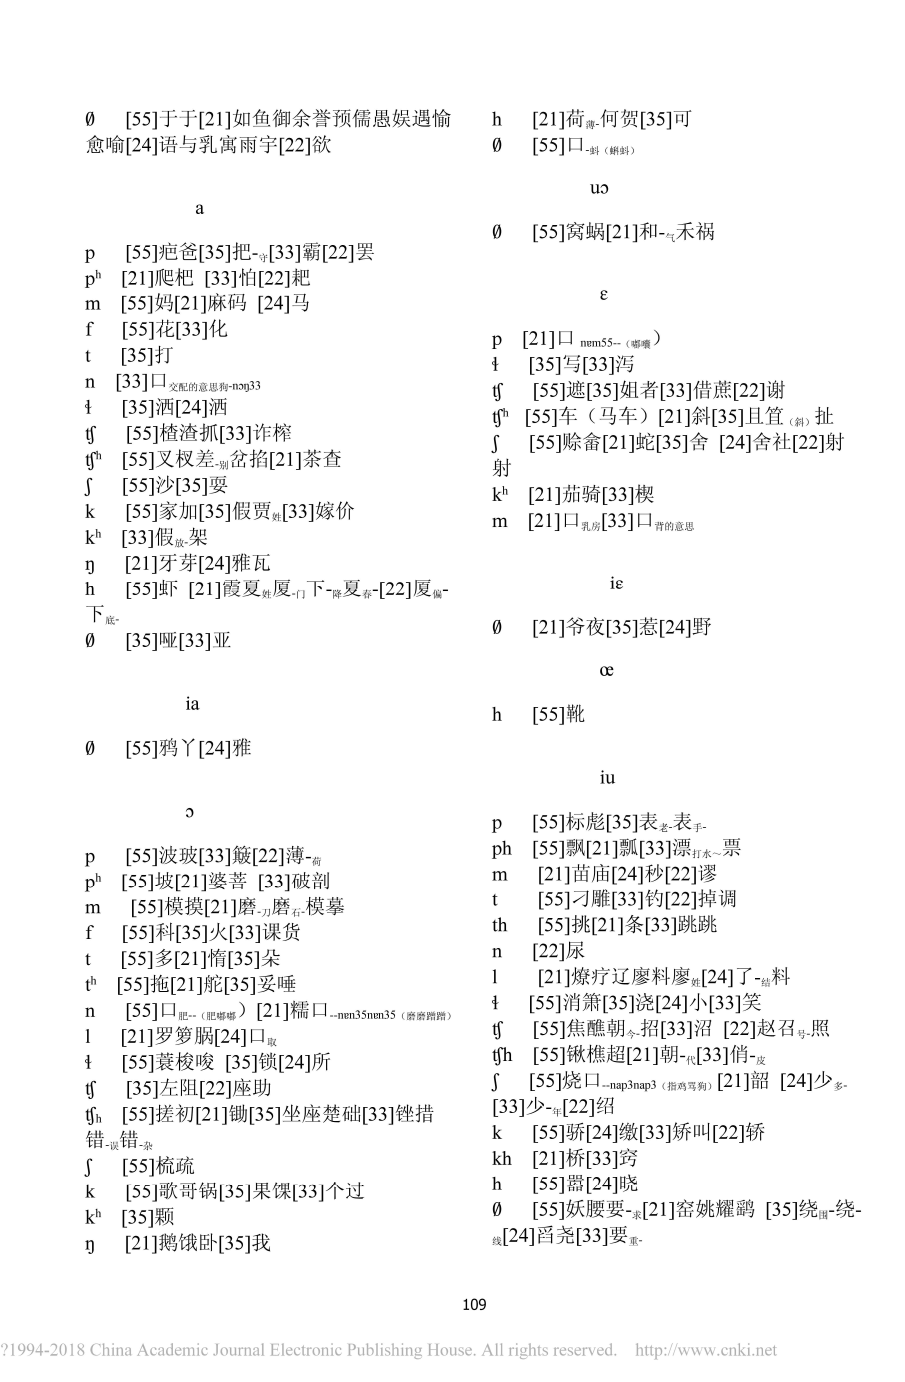 Ø [55]于于[21]如鱼御余誉预儒愚娱遇愉
愈喻[24]语与乳寓雨宇[22]欲
a
p [55]疤爸[35]把-守[33]霸[22]罢
pʰ [21]爬杷 [33]怕[22]耙
m [55]妈[21]麻码 [24]马
f [55]花[33]化
t [35]打
n [33]口交配的意思狗-nɔŋ33
ɬ [35]洒[24]洒
ʧ [55]楂渣抓[33]诈榨
ʧʰ [55]叉杈差-别岔掐[21]茶查
ʃ [55]沙[35]耍
k [55]家加[35]假贾姓[33]嫁价
kʰ [33]假放-架
ŋ [21]牙芽[24]雅瓦
h [55]虾 [21]霞夏姓厦-门下-降夏春-[22]厦偏-
下底-
Ø [35]哑[33]亚
ia
Ø [55]鸦丫[24]雅
ɔ
p [55]波玻[33]簸[22]薄-荷
pʰ [55]坡[21]婆菩 [33]破剖
m [55]模摸[21]磨-刀磨石-模摹
f [55]科[35]火[33]课货
t [55]多[21]惰[35]朵
tʰ [55]拖[21]舵[35]妥唾
n [55]口肥--（肥嘟嘟）[21]糯口--nɐn35nɐn35（磨磨蹭蹭）
l [21]罗箩脶[24]口取
ɬ [55]蓑梭唆 [35]锁[24]所
ʧ [35]左阻[22]座助
ʧh [55]搓初[21]锄[35]坐座楚础[33]锉措
错-误错-杂
ʃ [55]梳疏
k [55]歌哥锅[35]果馃[33]个过
kʰ [35]颗
ŋ [21]鹅饿卧[35]我
h [21]荷薄-何贺[35]可
Ø [55]口-蚪（蝌蚪）
uɔ
Ø [55]窝蜗[21]和-气禾祸
ɛ
p [21]口 nɐm55--（嘟囔）
ɬ [35]写[33]泻
ʧ [55]遮[35]姐者[33]借蔗[22]谢
ʧʰ [55]车（马车）[21]斜[35]且笡（斜）扯
ʃ [55]赊畲[21]蛇[35]舍 [24]舍社[22]射
射
kʰ [21]茄骑[33]楔
m [21]口乳房[33]口背的意思
iɛ
Ø [21]爷夜[35]惹[24]野
œ
h [55]靴
iu
p [55]标彪[35]表老-表手-
ph [55]飘[21]瓢[33]漂打水～票
m [21]苗庙[24]秒[22]谬
t [55]刁雕[33]钓[22]掉调
th [55]挑[21]条[33]跳跳
n [22]尿
l [21]燎疗辽廖料廖姓[24]了-结料
ɬ [55]消箫[35]浇[24]小[33]笑
ʧ [55]焦醮朝今-招[33]沼 [22]赵召号-照
ʧh [55]锹樵超[21]朝-代[33]俏-皮
ʃ [55]烧口--nap3nap3（指鸡骂狗）[21]韶 [24]少多-
[33]少-年[22]绍
k [55]骄[24]缴[33]矫叫[22]轿
kh [21]桥[33]窍
h [55]嚣[24]晓
Ø [55]妖腰要-求[21]窑姚耀鹞 [35]绕围-绕-
线[24]舀尧[33]要重-
109
?1994-2018 China Academic Journal Electronic Publishing House. All rights reserved. http://www.cnki.net